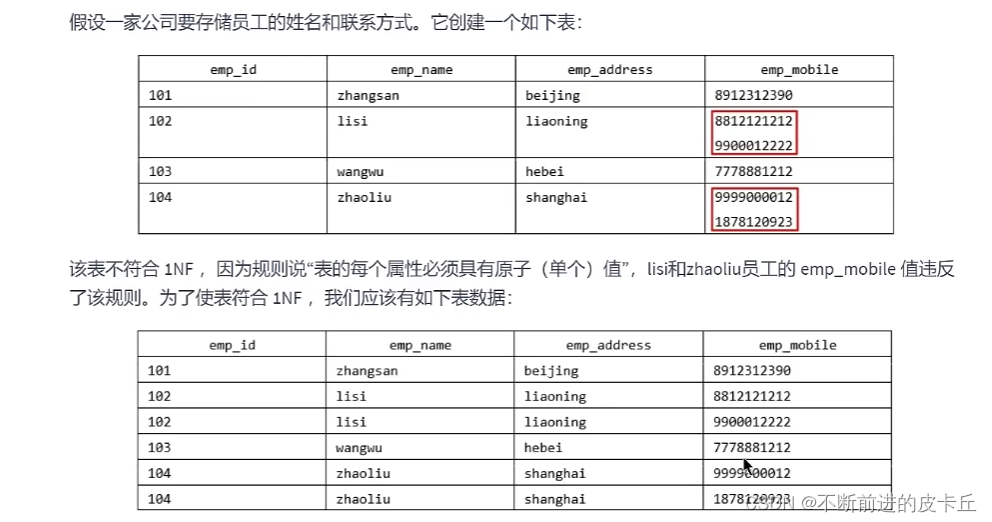 假设一家公司要存储员工的姓名和联系方式。它创建一个如下表：
emp_id emp_name emp_address emp_mobile
101 zhangsan beijing 8912312390
102 lisi liaoning 8812121212
9900012222
103 wangwu hebei 7778881212
104 zhaoliu shanghai 9999000012
1878120923
该表不符合 1NF ，因为规则说“表的每个属性必须具有原子（单个）值”，lisi和zhaoliu员工的 emp_mobile 值违反
了该规则。为了使表符合 1NF ，我们应该有如下表数据：
emp_id emp_name emp_address emp_mobile
101 zhangsan beijing 8912312390
102 lisi liaoning 8812121212
102 lisi liaoning 9900012222
103 wangwu hebei 7778881212
104 zhaoliu shanghai 9999000012
104 zhaoliu shanghai 1878120923
CSDN @不断前进的皮卡丘